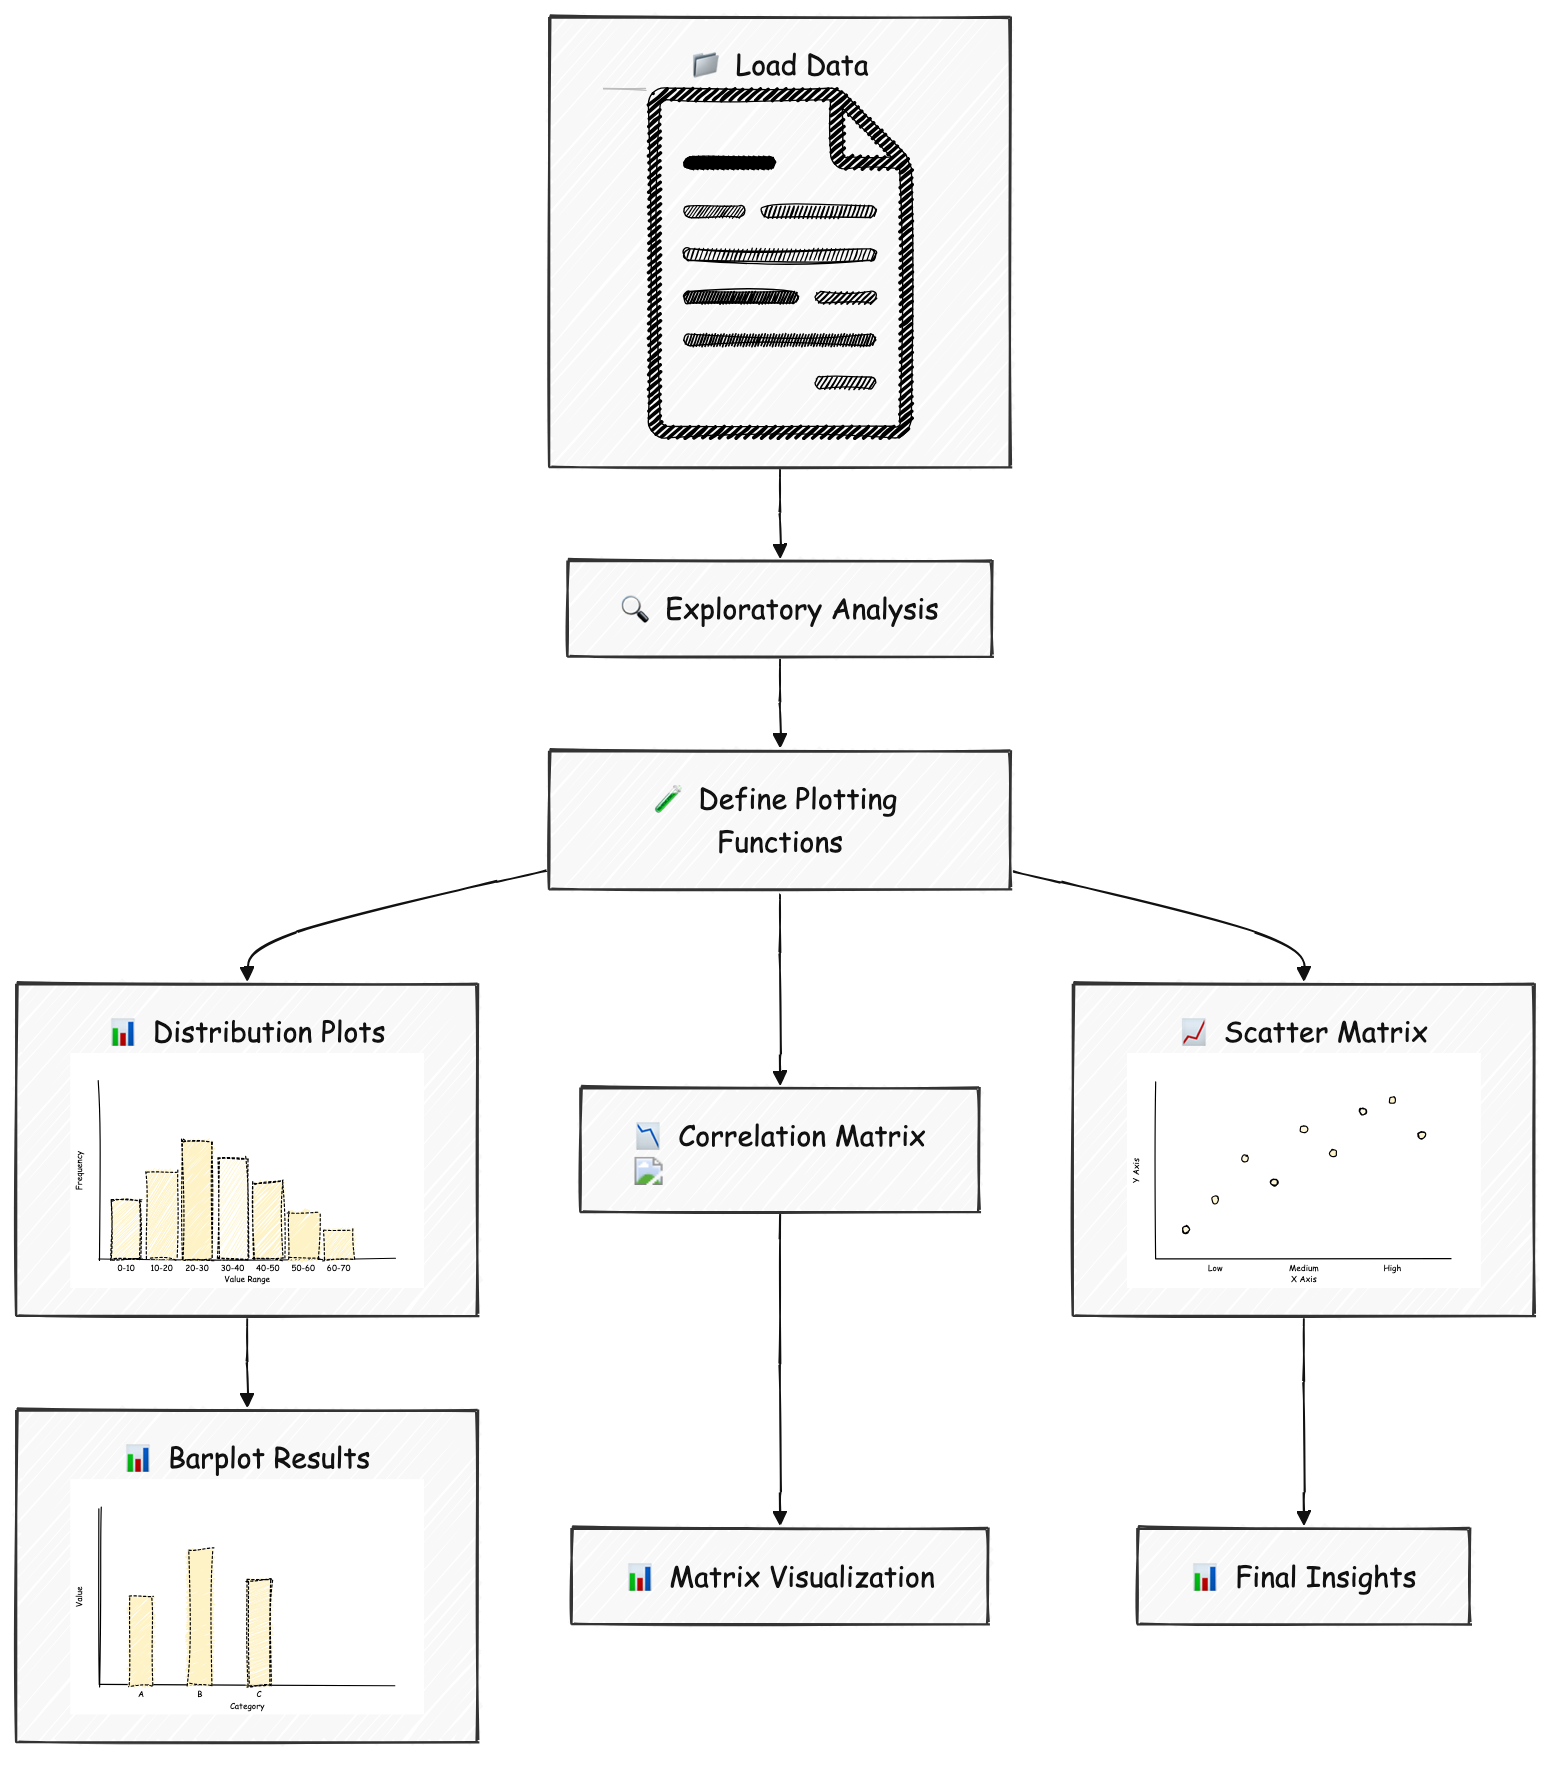 Load Data
Exploratory Analysis
Define Plotting
Functions
Distribution Plots
Frequency
0-10 10-20 20-30 30-40 40-50 50-60 60-70
Value Range
Correlation Matrix
Scatter Matrix
Y Axis
Low Medium High
X Axis
Barplot Results
Value
A B C
Category
Matrix Visualization
Final Insights